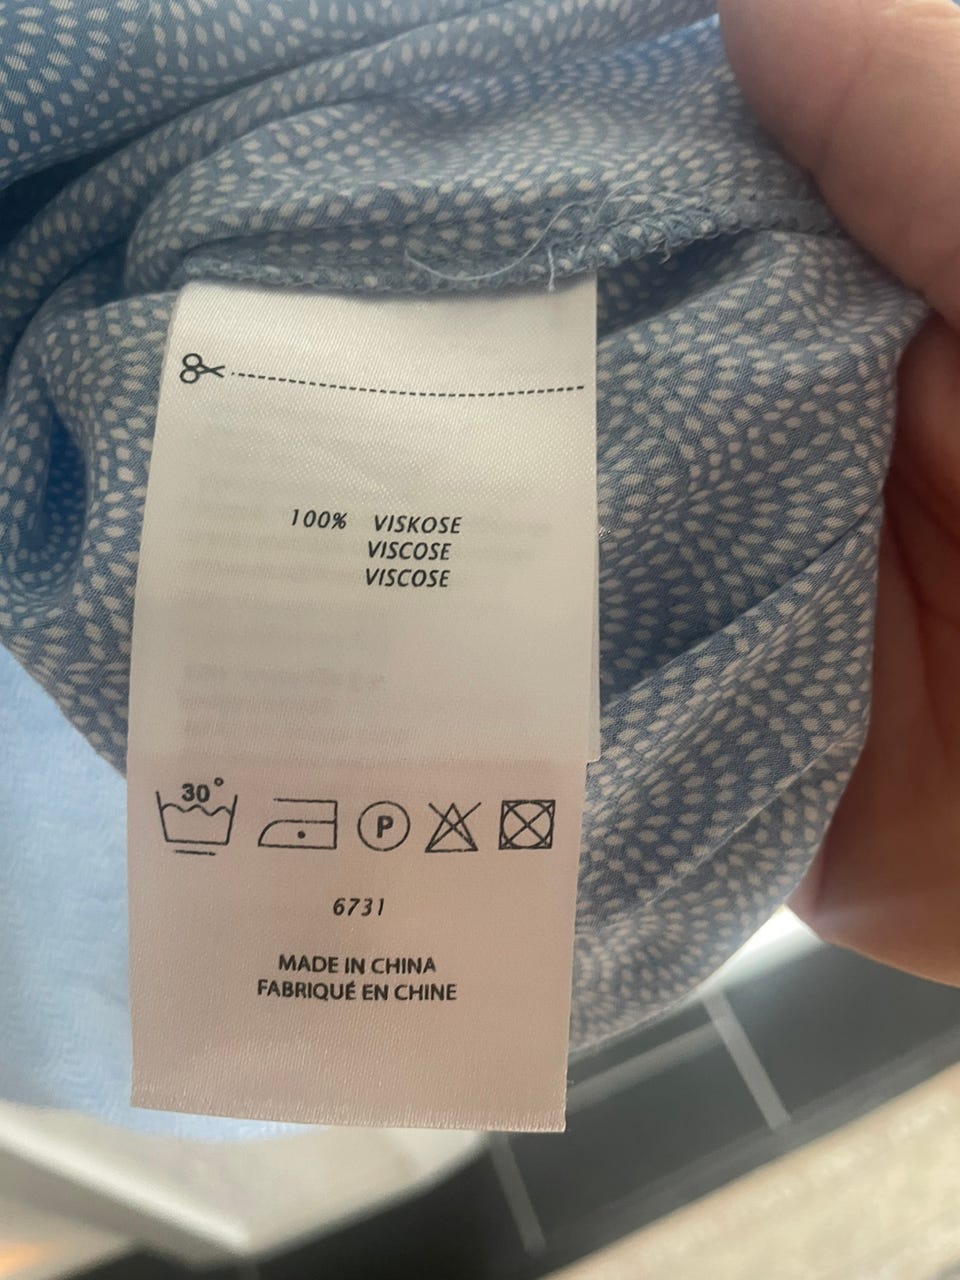 100% VISKOSE
VISCOSE
VISCOSE
30°
P
6731
MADE IN CHINA
FABRIQUÉ EN CHINE